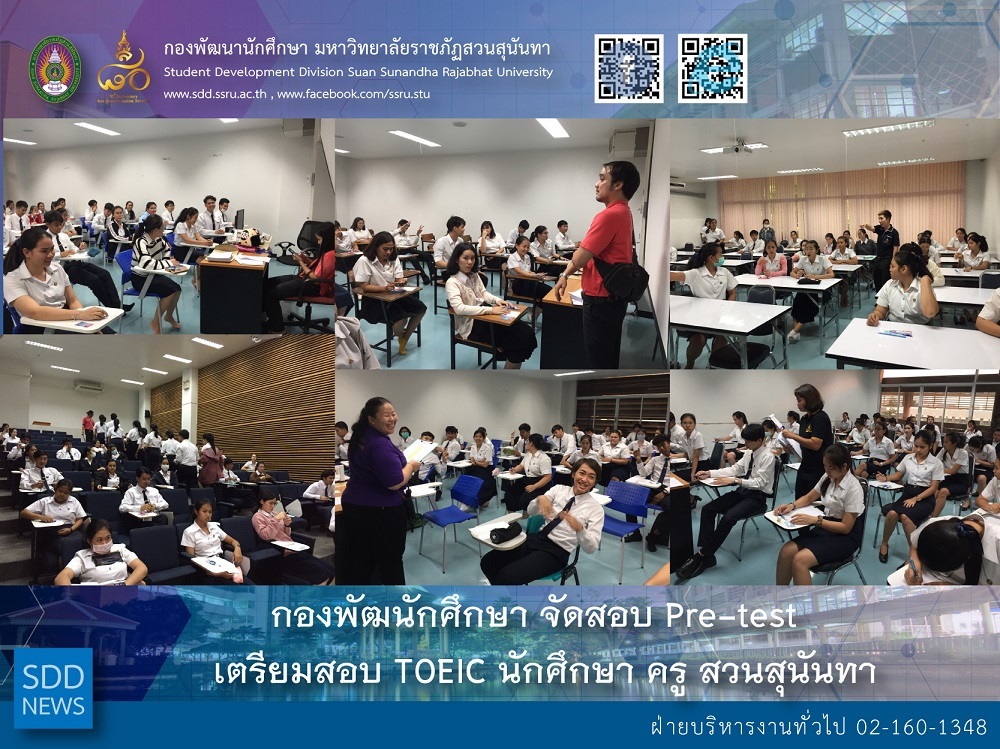 กองพัฒนานักศึกษา มหาวิทยาลัยราชภัฏสวนสุนันทา
Student Development Division Suan Sunandha Rajabhat University
www.sdd.ssru.ac.th , www.facebook.com/ssru.stu
กองพัฒนักศึกษา จัดสอบ Pre-test
เตรียมสอบ TOEIC นักศึกษา ครู สวนสุนันทา
SDD
NEWS
ฝ่ายบริหารงานทั่วไป 02-160-1348